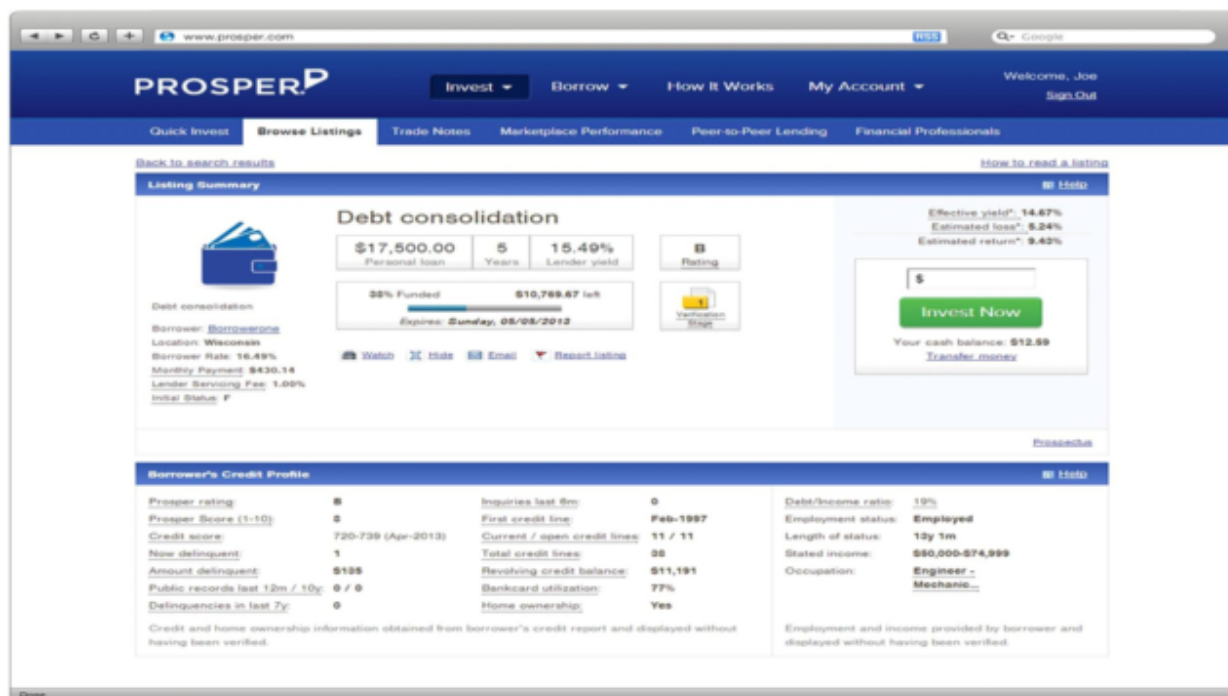 www.prosper.com RSS Google
PROSPER Invest Borrow How It Works My Account
Welcome, Joe
Sign Out
Quick Invest Browse Listings Trade Notes Marketplace Performance Peer-to-Peer Lending Financial Professionals
Back to search results How to read a listing
Listing Summary Help
Debt consolidation
$17,500.00 5 15.49% B
Personal loan Years Lender yield Rating
38% Funded $10,769.67 left
Expires: Sunday, 05/05/2013
1
Verification
Stage
Watch Hide Email Report listing
Debt consolidation
Borrower: Borrowerone
Location: Wisconsin
Borrower Rate: 16.49%
Monthly Payment: $430.14
Lender Servicing Fee: 1.00%
Initial Status: F
Effective yield*: 14.67%
Estimated loss*: 5.24%
Estimated return*: 9.43%
$
Invest Now
Your cash balance: $12.59
Transfer money
Prospectus
Borrower's Credit Profile Help
Prosper rating: B Inquiries last 6m: 0 Debt/Income ratio: 19%
Prosper Score (1-10): First credit line: Feb-1997 Employment status: Employed
Credit score: 720-739 (Apr-2013) Current / open credit lines: 11 / 11 Length of status: 13y 1m
Now delinquent: 1 Total credit lines: 38 Stated income: $50,000-$74,999
Amount delinquent: $135 Revolving credit balance: $11,191 Occupation: Engineer -
Public records last 12m / 10y: 0 / 0 Bankcard utilization: 77% Mechanic...
Delinquencies in last 7y: 0 Home ownership: Yes
Credit and home ownership information obtained from borrower's credit report and displayed without
having been verified.
Employment and income provided by borrower and
displayed without having been verified.
Done